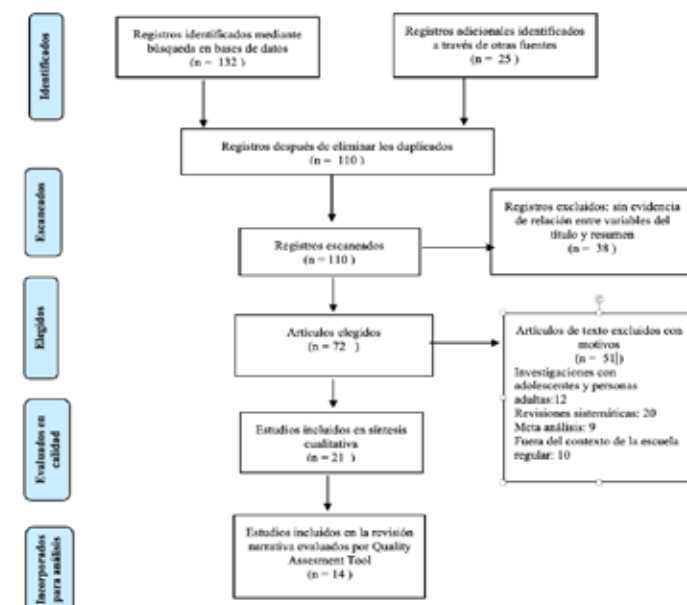 Identificados
Registros identificados mediante
búsqueda en bases de datos
(n = 132 )
Registros adicionales identificados
a través de otras fuentes
(n = 25 )
Registros después de eliminar los duplicados
(n = 110 )
Escaneados
Registros escaneados
(n = 110 )
Registros excluidos: sin evidencia
de relación entre variables del
título y resumen
(n = 38 )
Elegidos
Artículos elegidos
(n = 72 )
Artículos de texto excluidos con
motivos
(n = 51)
Investigaciones con
adolescentes y personas
adultas:12
Revisiones sistemáticas: 20
Meta análisis: 9
Fuera del contexto de la escuela
regular: 10
Evaluados en
calidad
Estudios incluidos en síntesis
cualitativa
(n = 21 )
Incorporados
para análisis
Estudios incluidos en la revisión
narrativa evaluados por Quality
Assesment Tool
(n = 14 )